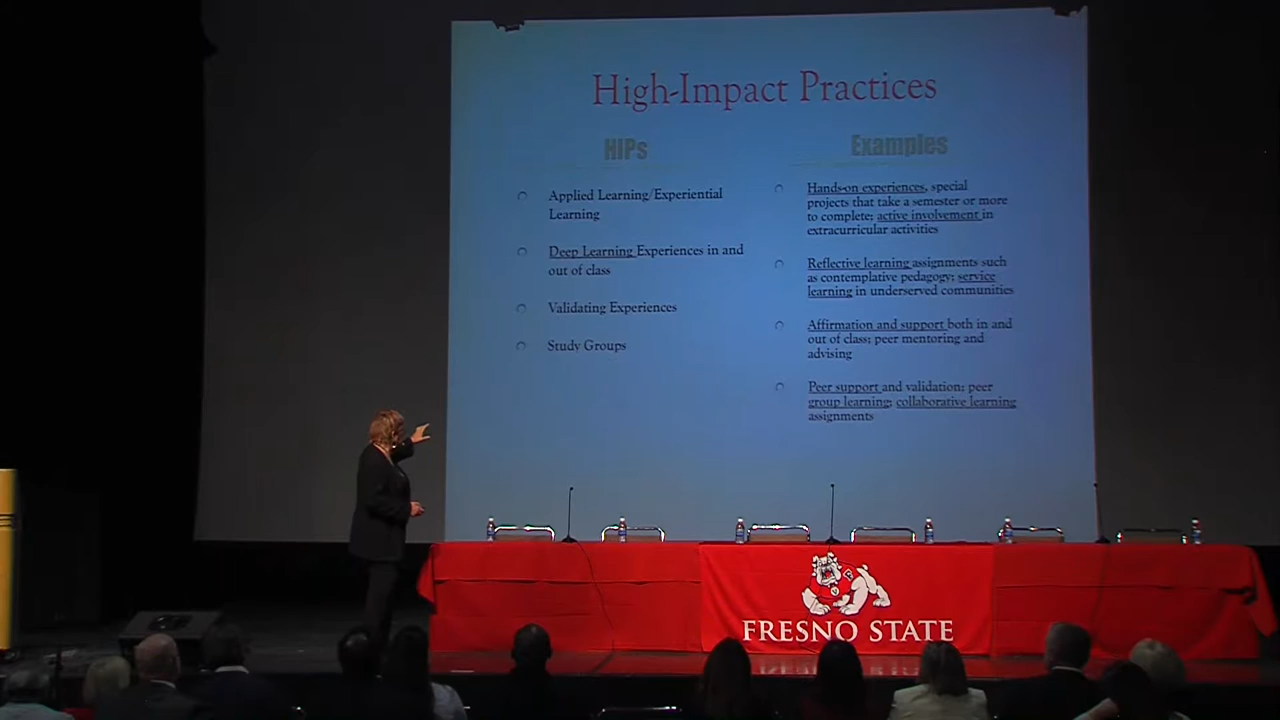 High-Impact Practices
HIPs
Applied Learning/Experiential
Learning
Deep Learning Experiences in and
out of class
Validating Experiences
Study Groups
Examples
Hands-on experiences, special
projects that take a semester or more
to complete; active involvement in
extracurricular activities
Reflective learning assignments such
as contemplative pedagogy; service
learning in underserved communities
Affirmation and support both in and
out of class; peer mentoring and
advising
Peer support and validation; peer
group learning; collaborative learning
assignments
FRESNO STATE